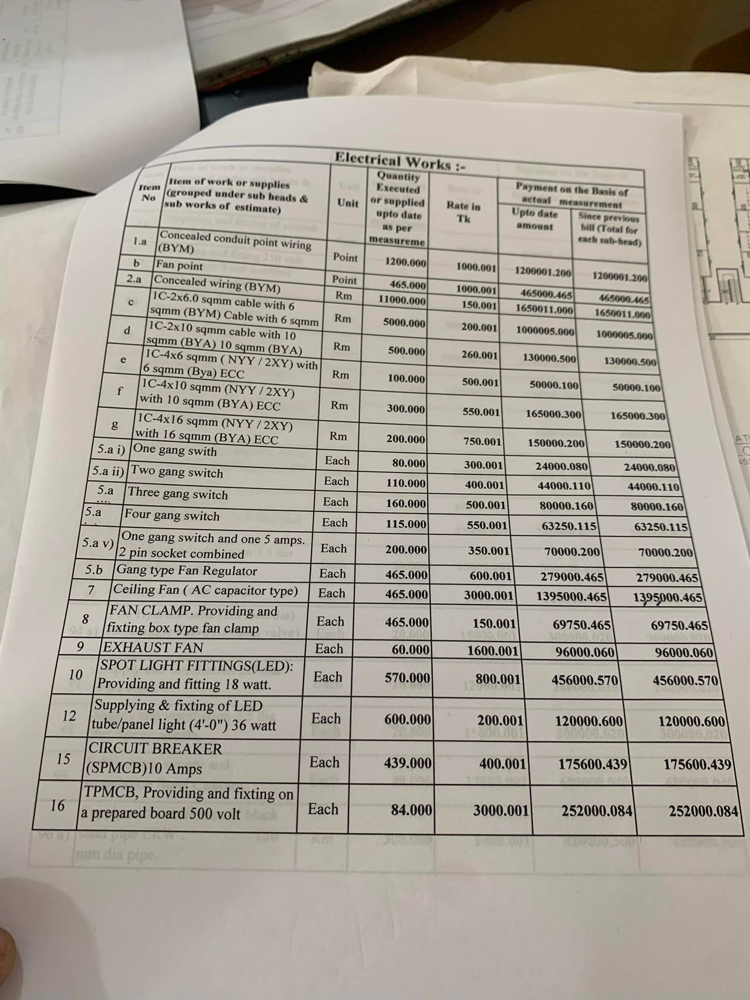 Electrical Works :-
Item No | Item of work or supplies (grouped under sub heads & sub works of estimate) | Unit | Quantity Executed or supplied upto date as per measureme | Rate in Tk | Payment on the Basis of actual measurement
Upto date amount | Since previous bill (Total for each sub-head)
1.a | Concealed conduit point wiring (BYM) | Point | 1200.000 | 1000.001 | 1200001.200 | 1200001.200
b | Fan point | Point | 465.000 | 1000.001 | 465000.465 | 465000.465
2.a | Concealed wiring (BYM) | Rm | 11000.000 | 150.001 | 1650011.000 | 1650011.000
c | 1C-2x6.0 sqmm cable with 6 sqmm (BYM) Cable with 6 sqmm | Rm | 5000.000 | 200.001 | 1000005.000 | 1000005.000
d | 1C-2x10 sqmm cable with 10 sqmm (BYA) 10 sqmm (BYA) | Rm | 500.000 | 260.001 | 130000.500 | 130000.500
e | 1C-4x6 sqmm ( NYY / 2XY) with 6 sqmm (Bya) ECC | Rm | 100.000 | 500.001 | 50000.100 | 50000.100
f | 1C-4x10 sqmm (NYY / 2XY) with 10 sqmm (BYA) ECC | Rm | 300.000 | 550.001 | 165000.300 | 165000.300
g | 1C-4x16 sqmm (NYY / 2XY) with 16 sqmm (BYA) ECC | Rm | 200.000 | 750.001 | 150000.200 | 150000.200
5.a i) | One gang swith | Each | 80.000 | 300.001 | 24000.080 | 24000.080
5.a ii) | Two gang switch | Each | 110.000 | 400.001 | 44000.110 | 44000.110
5.a | Three gang switch | Each | 160.000 | 500.001 | 80000.160 | 80000.160
5.a | Four gang switch | Each | 115.000 | 550.001 | 63250.115 | 63250.115
5.a v) | One gang switch and one 5 amps. 2 pin socket combined | Each | 200.000 | 350.001 | 70000.200 | 70000.200
5.b | Gang type Fan Regulator | Each | 465.000 | 600.001 | 279000.465 | 279000.465
7 | Ceiling Fan ( AC capacitor type) | Each | 465.000 | 3000.001 | 1395000.465 | 1395000.465
8 | FAN CLAMP. Providing and fixting box type fan clamp | Each | 465.000 | 150.001 | 69750.465 | 69750.465
9 | EXHAUST FAN | Each | 60.000 | 1600.001 | 96000.060 | 96000.060
10 | SPOT LIGHT FITTINGS(LED): Providing and fitting 18 watt. | Each | 570.000 | 800.001 | 456000.570 | 456000.570
12 | Supplying & fixting of LED tube/panel light (4'-0") 36 watt | Each | 600.000 | 200.001 | 120000.600 | 120000.600
15 | CIRCUIT BREAKER (SPMCB)10 Amps | Each | 439.000 | 400.001 | 175600.439 | 175600.439
16 | TPMCB, Providing and fixting on a prepared board 500 volt | Each | 84.000 | 3000.001 | 252000.084 | 252000.084